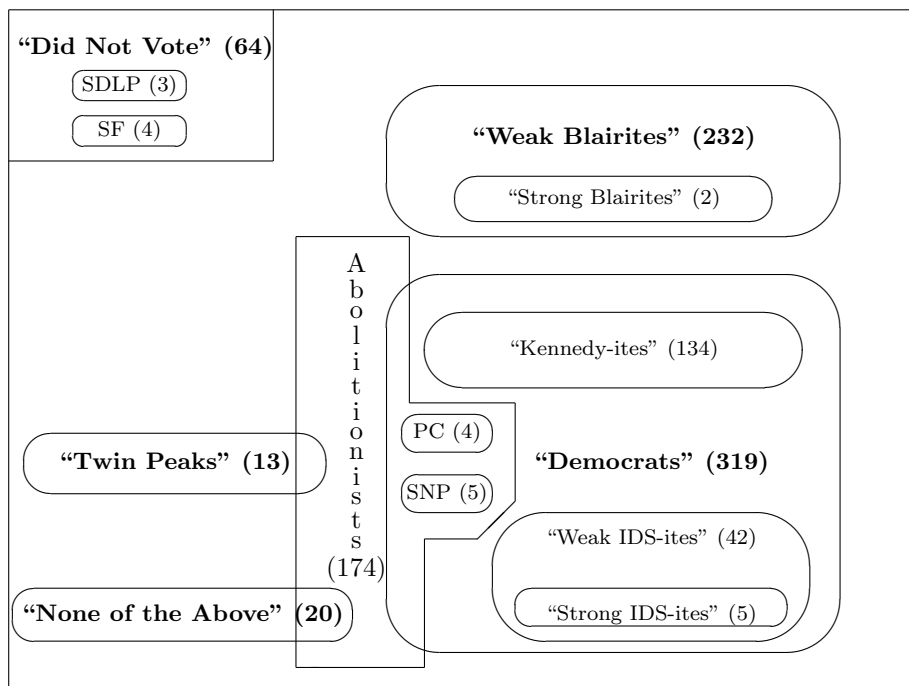 “Did Not Vote” (64)
SDLP (3)
SF (4)
“Weak Blairites” (232)
“Strong Blairites” (2)
A
b
o
l
i
t
i
o
n
i
s
t
s
(174)
“Kennedy-ites” (134)
PC (4)
“Twin Peaks” (13)
“Democrats” (319)
SNP (5)
“Weak IDS-ites” (42)
“None of the Above” (20)
“Strong IDS-ites” (5)